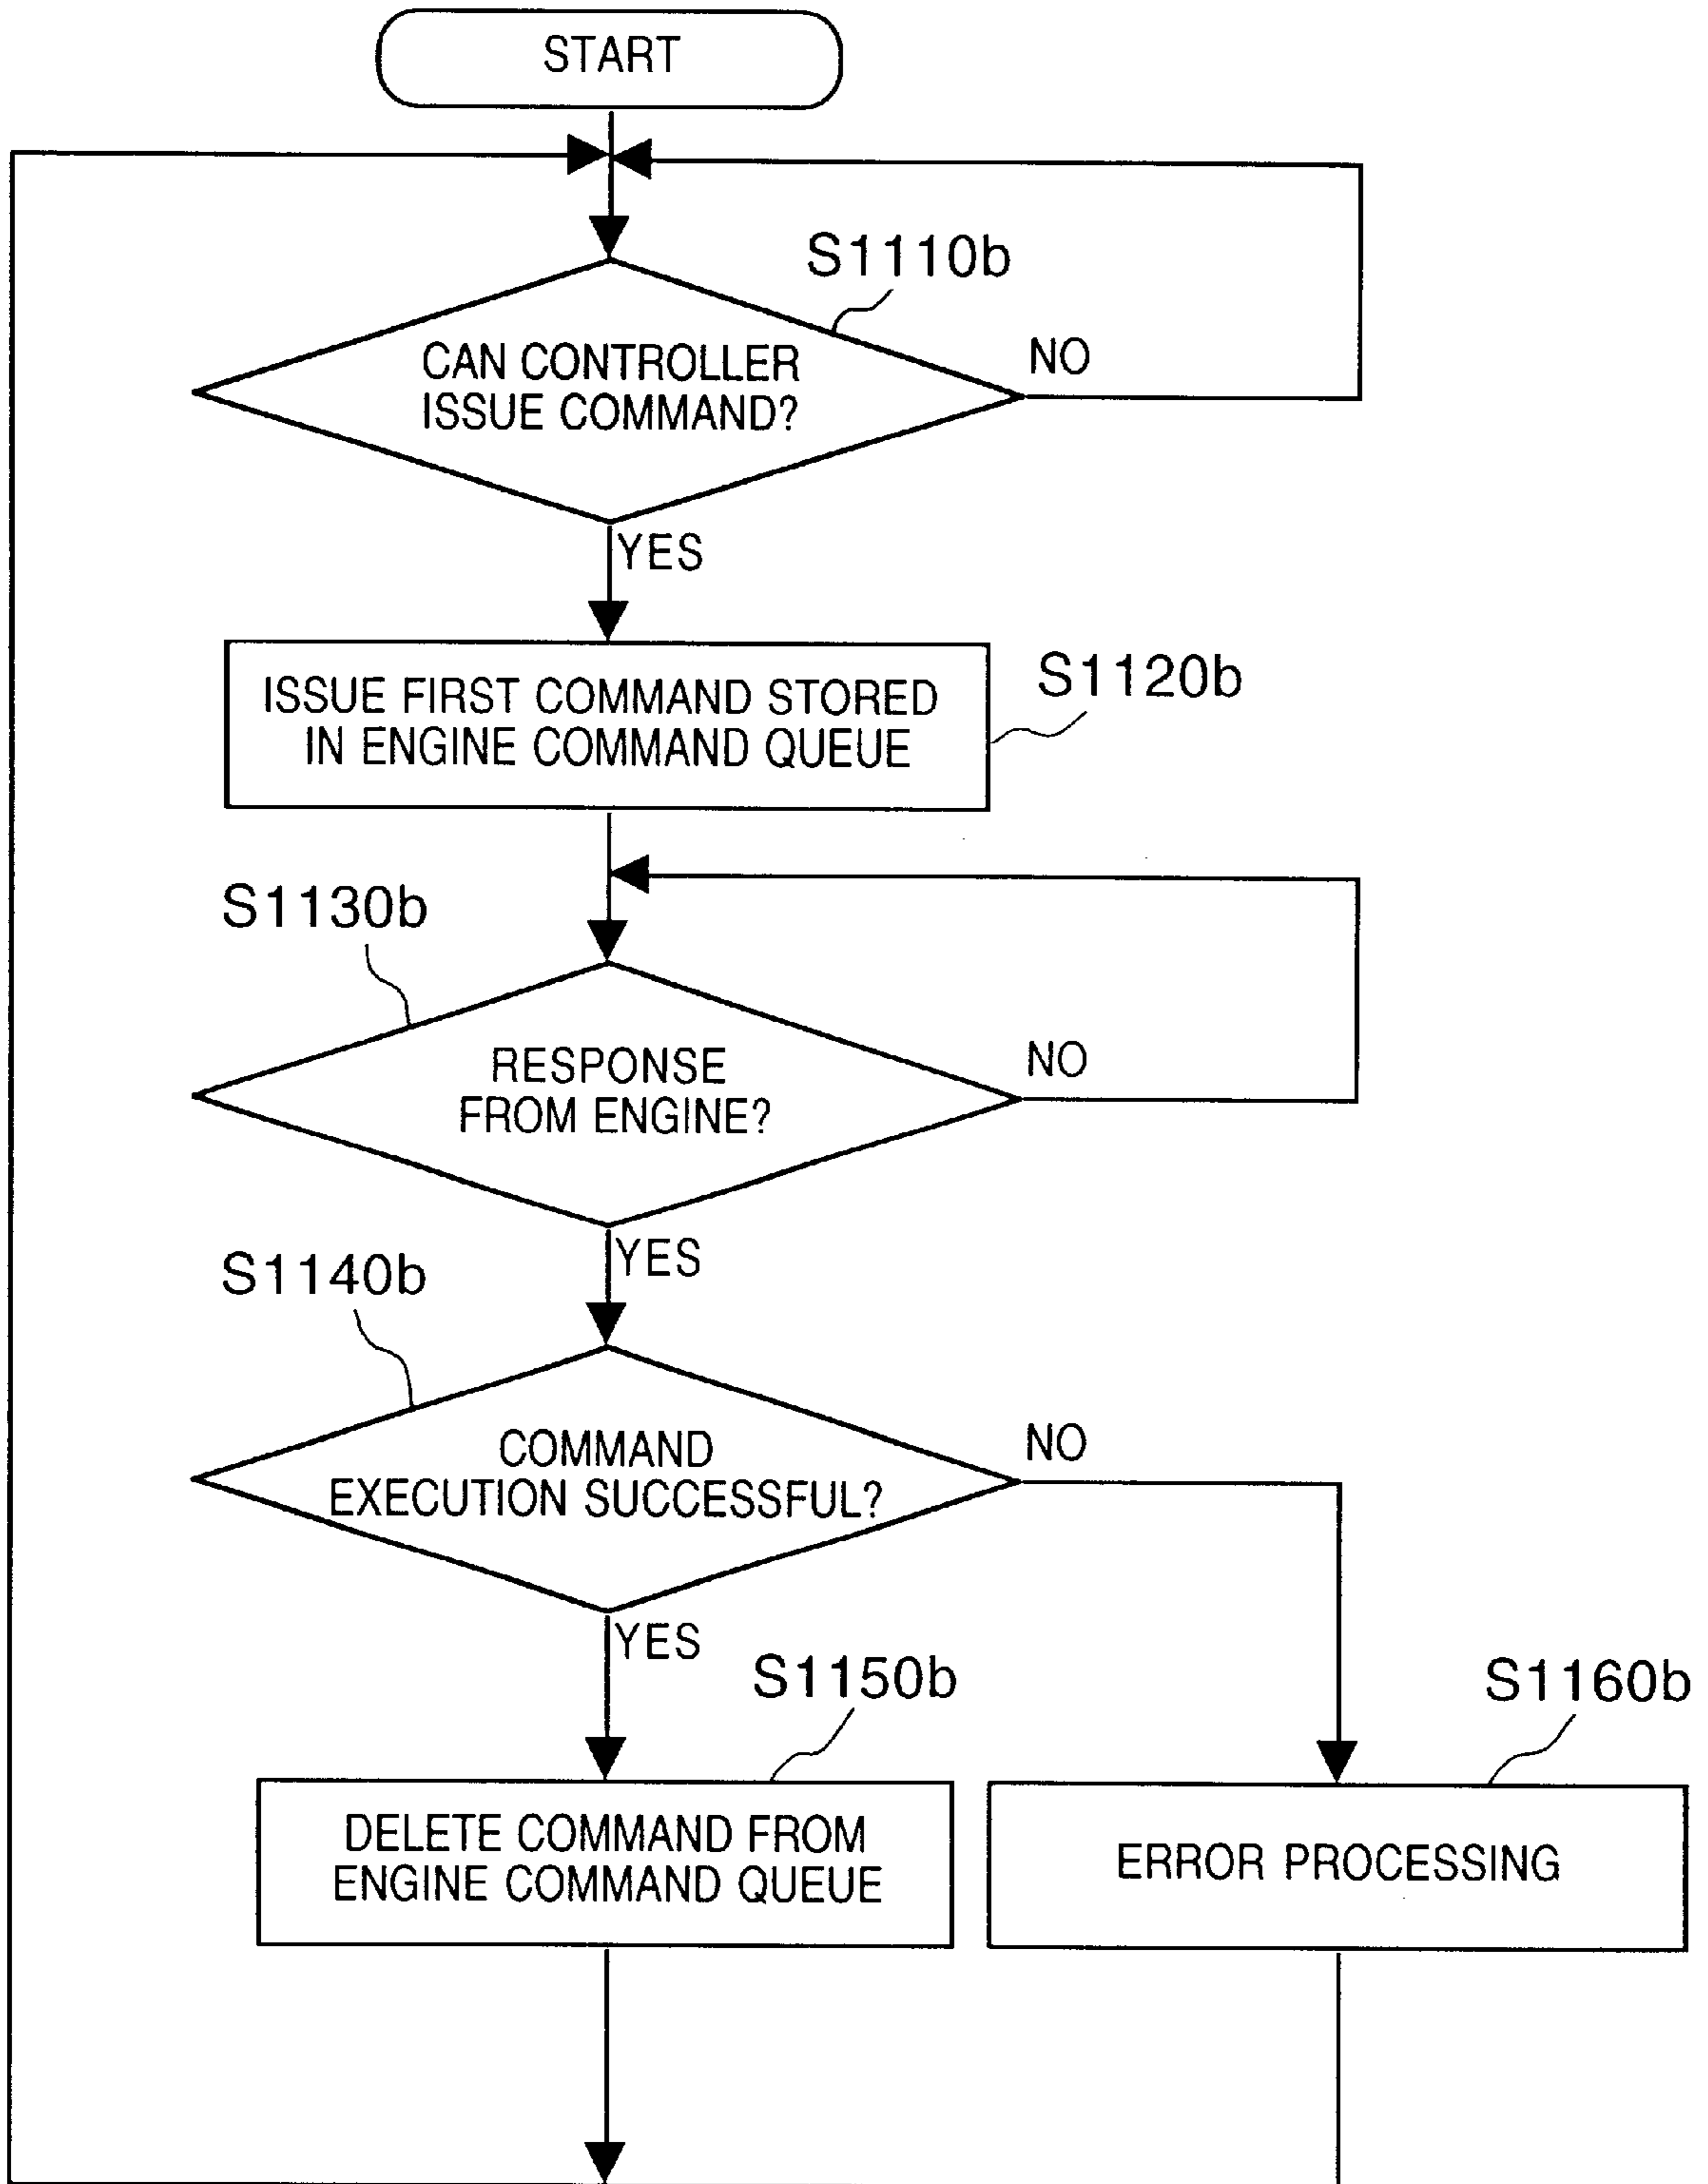 START
S1110b
CAN CONTROLLER
ISSUE COMMAND?
NO
YES
ISSUE FIRST COMMAND STORED
IN ENGINE COMMAND QUEUE
S1120b
S1130b
RESPONSE
FROM ENGINE?
NO
YES
S1140b
COMMAND
EXECUTION SUCCESSFUL?
NO
YES
S1150b
S1160b
DELETE COMMAND FROM
ENGINE COMMAND QUEUE
ERROR PROCESSING